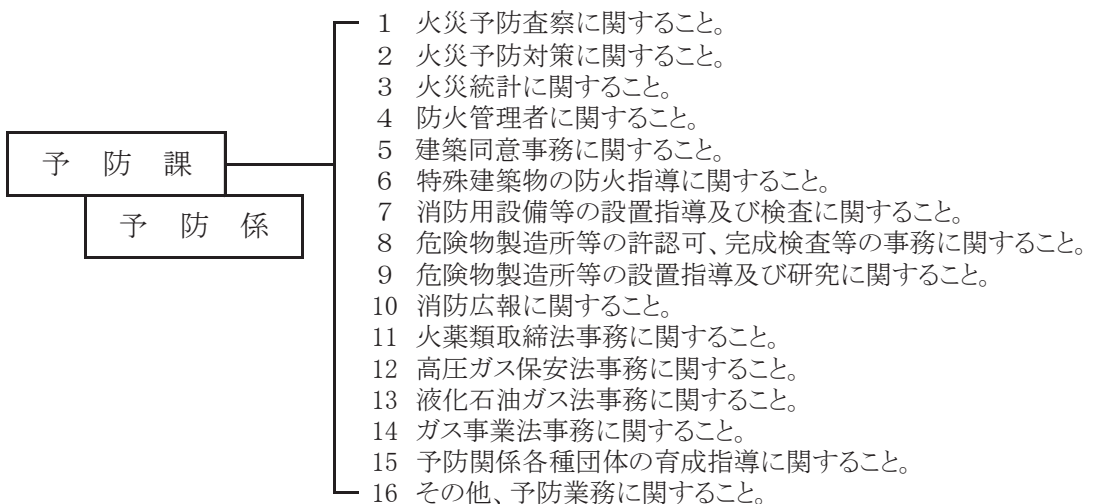 予 防 課
予 防 係
1 火災予防査察に関すること。
2 火災予防対策に関すること。
3 火災統計に関すること。
4 防火管理者に関すること。
5 建築同意事務に関すること。
6 特殊建築物の防火指導に関すること。
7 消防用設備等の設置指導及び検査に関すること。
8 危険物製造所等の許認可、完成検査等の事務に関すること。
9 危険物製造所等の設置指導及び研究に関すること。
10 消防広報に関すること。
11 火薬類取締法事務に関すること。
12 高圧ガス保安法事務に関すること。
13 液化石油ガス法事務に関すること。
14 ガス事業法事務に関すること。
15 予防関係各種団体の育成指導に関すること。
16 その他、予防業務に関すること。